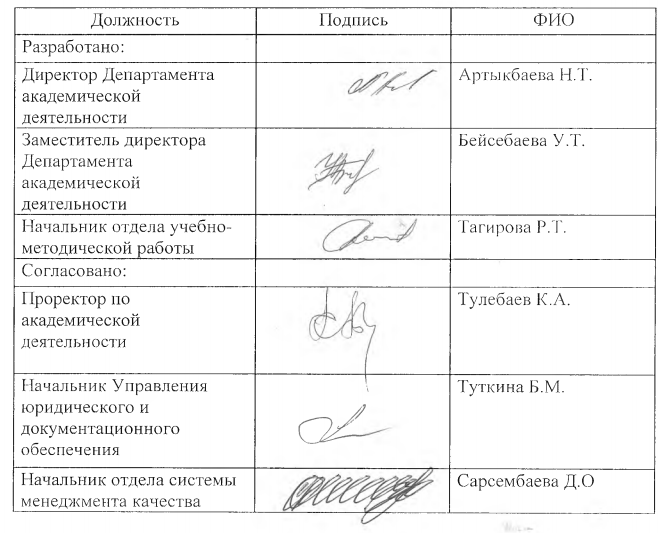 Должность Подпись ФИО
Разработано:
Директор Департамента Артыкбаева Н.Т.
академической
деятельности
Заместитель директора Бейсебаева У.Т.
Департамента
академической
деятельности
Начальник отдела учебно- Тагирова Р.Т.
методической работы
Согласовано:
Проректор по Тулебаев К.А.
академической
деятельности
Начальник Управления Туткина Б.М.
юридического и
документационного
обеспечения
Начальник отдела системы Сарсембаева Д.О
менеджмента качества